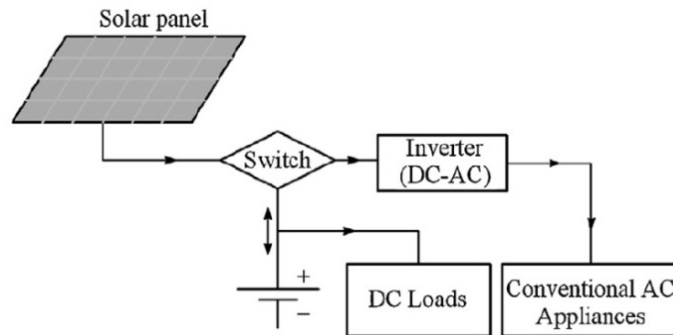 Solar panel
Switch
Inverter
(DC-AC)
+
−
DC Loads
Conventional AC
Appliances